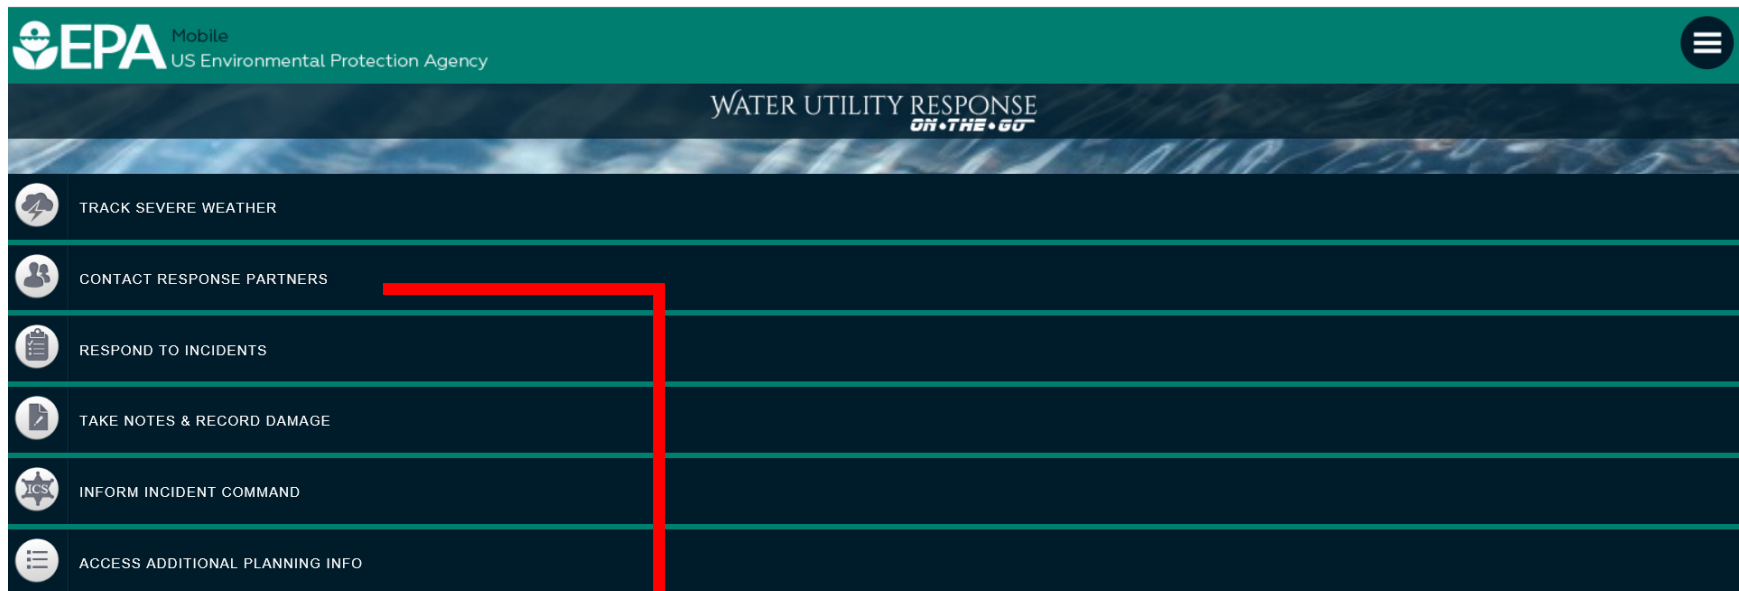 EPA Mobile
US Environmental Protection Agency
WATER UTILITY RESPONSE
ON•THE•GO
TRACK SEVERE WEATHER
CONTACT RESPONSE PARTNERS
RESPOND TO INCIDENTS
TAKE NOTES & RECORD DAMAGE
ICS
INFORM INCIDENT COMMAND
ACCESS ADDITIONAL PLANNING INFO